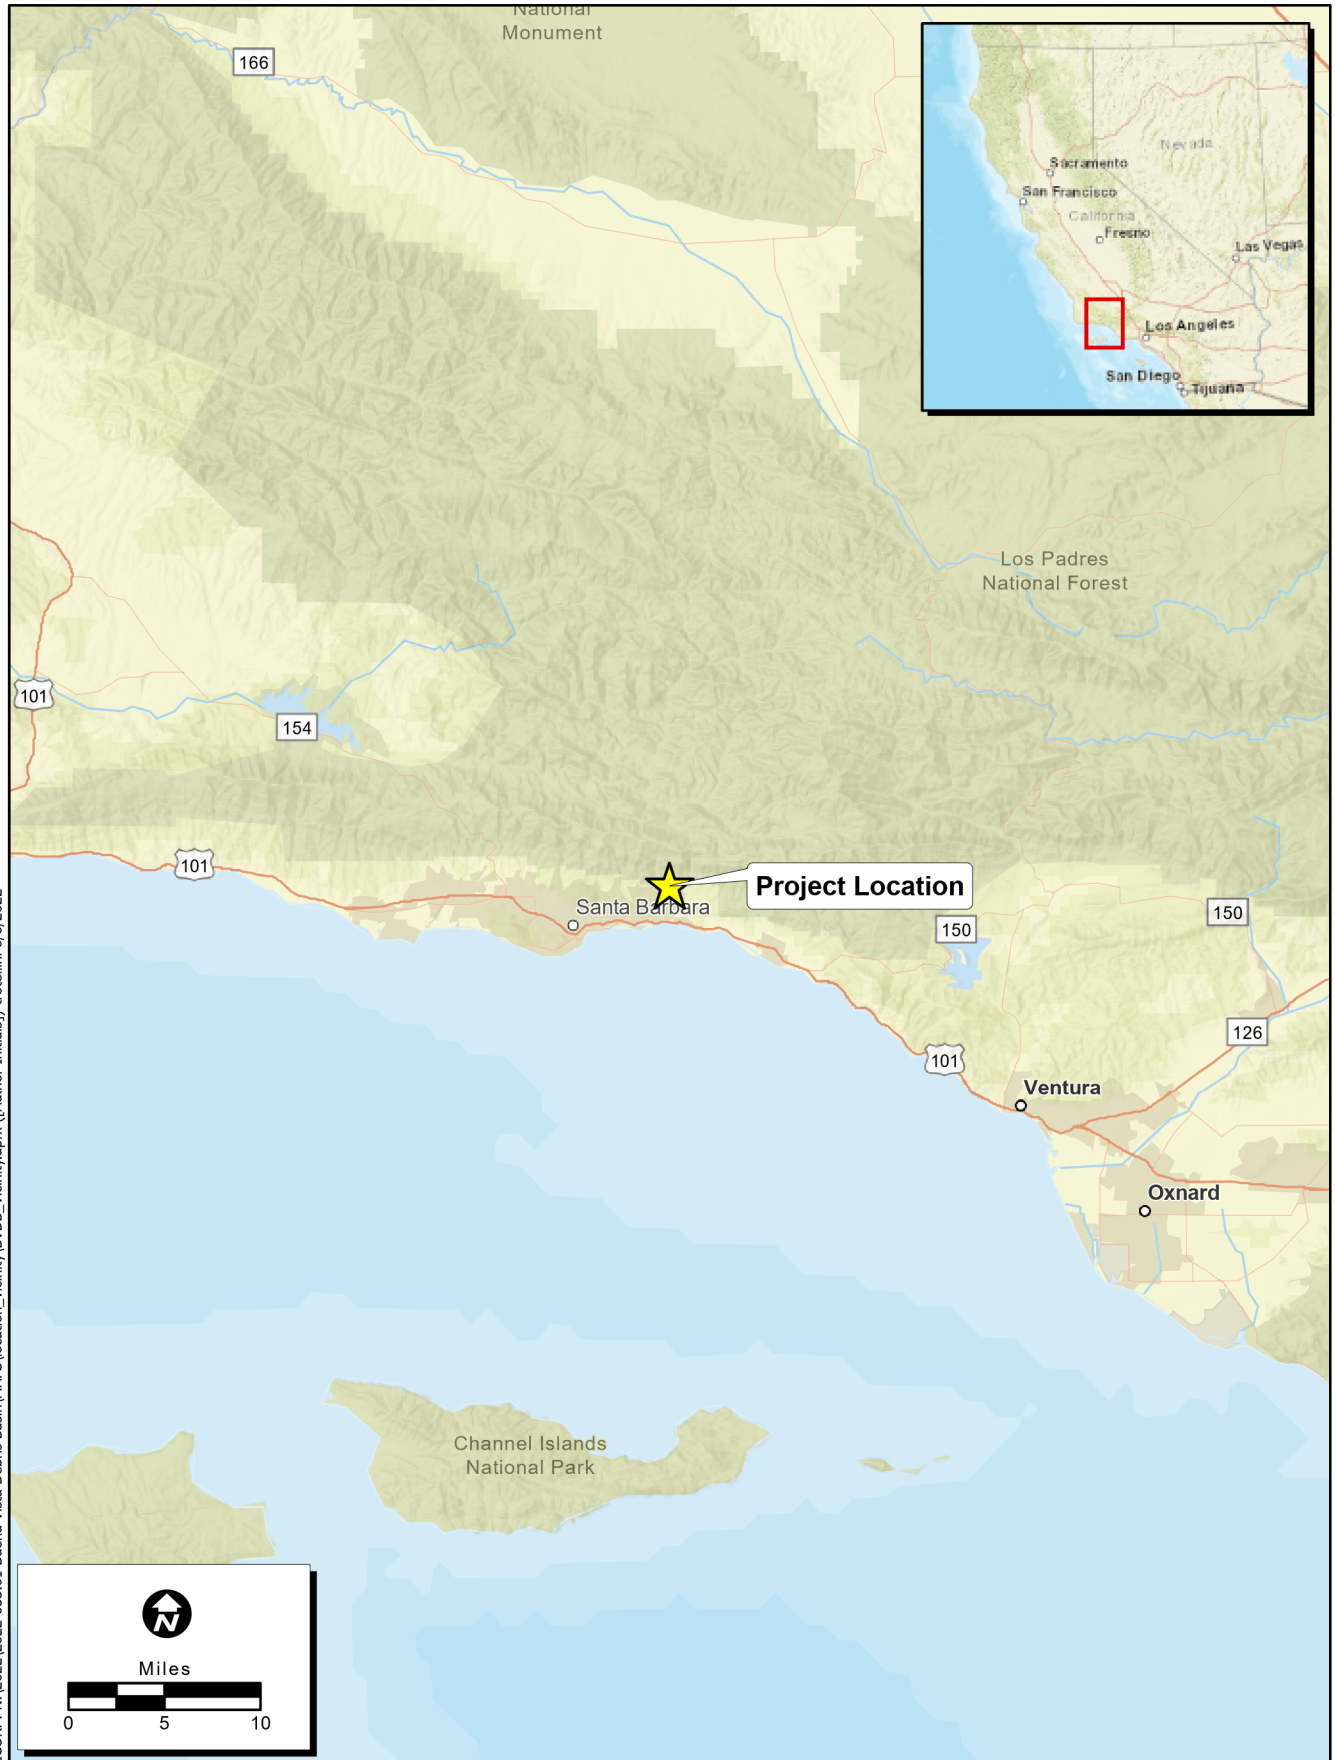 National
Monument
166
Nevada
Sacramento
San Francisco
California
Fresno
Las Vegas
Los Angeles
San Diego
Tijuana
Los Padres
National Forest
101
154
101
Project Location
Santa Barbara
150
150
126
101
Ventura
Oxnard
Channel Islands
National Park
N
Miles
0 5 10